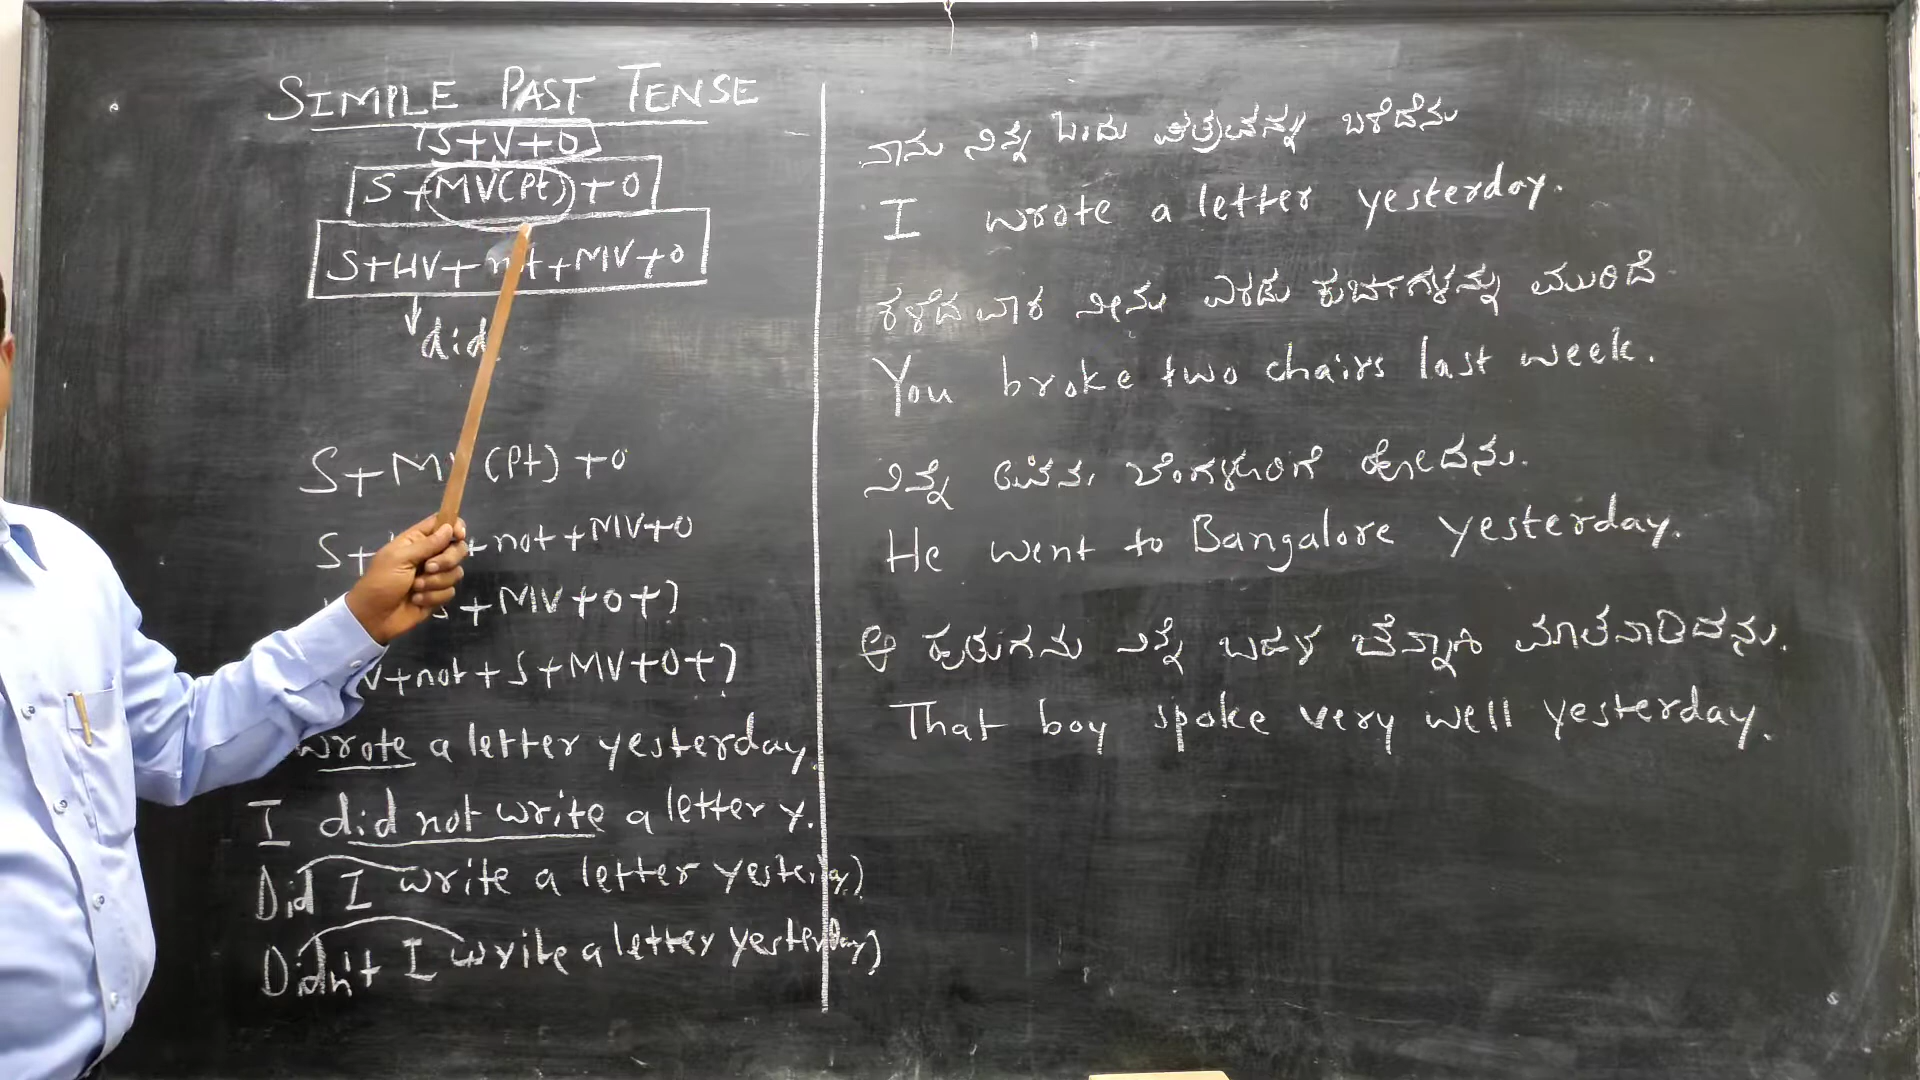 SIMPLE PAST TENSE
S+V+O
S+MV(Pt)+O
S+HV+not+MV+O
did
S+MV(Pt)+O
S+ +not+MV+O
S+MV+O+?
V+not+S+MV+O+?
wrote a letter yesterday.
I did not write a letter y.
Did I write a letter yesterday?
Didn't I write a letter yesterday?
ನಾನು ನಿನ್ನೆ ಒಂದು ಪತ್ರವನ್ನು ಬರೆದೆನು
I wrote a letter yesterday.
ಕಳೆದ ವಾರ ನೀನು ಎರಡು ಕುರ್ಚಿಗಳನ್ನು ಮುರಿದೆ
You broke two chairs last week.
ನಿನ್ನೆ ಅವನು ಬೆಂಗಳೂರಿಗೆ ಹೋದನು.
He went to Bangalore yesterday.
ಆ ಹುಡುಗನು ನಿನ್ನೆ ಬಹಳ ಚೆನ್ನಾಗಿ ಮಾತನಾಡಿದನು.
That boy spoke very well yesterday.